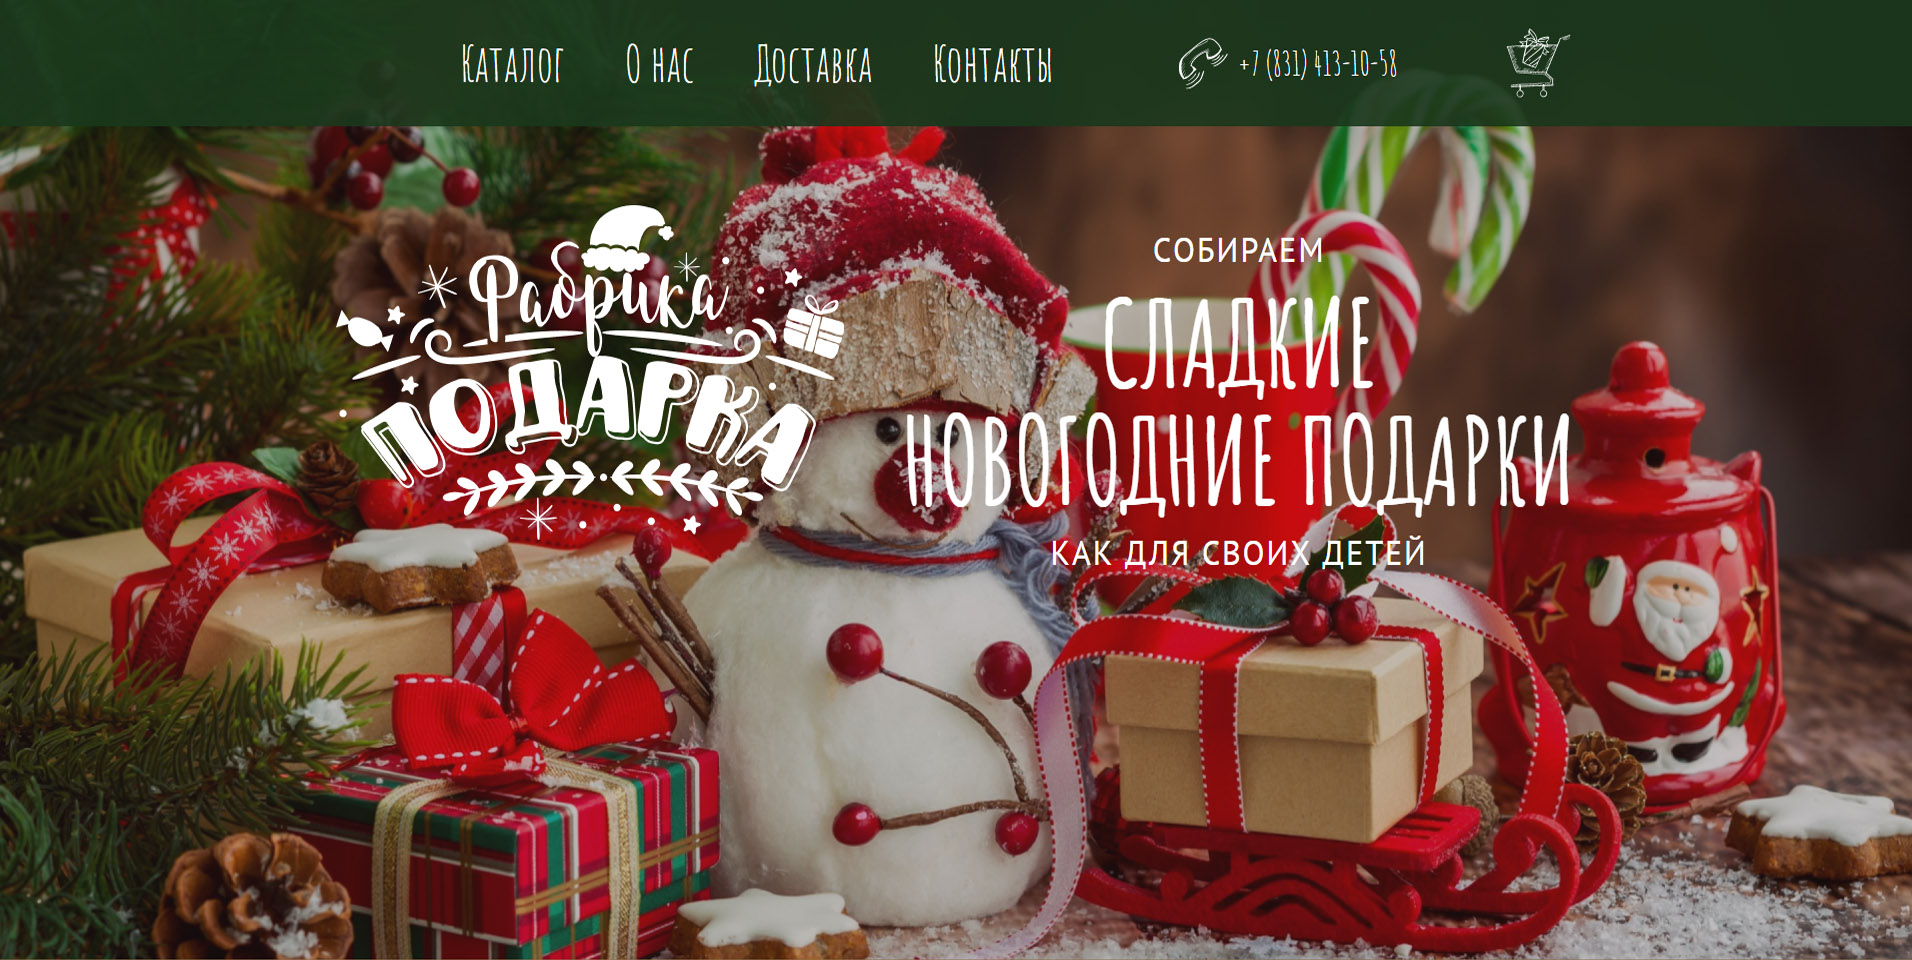 Каталог
О нас
Доставка
Контакты
+7 (831) 413-10-58
Фабрика
ПОДАРКА
СОБИРАЕМ
СЛАДКИЕ
НОВОГОДНИЕ ПОДАРКИ
КАК ДЛЯ СВОИХ ДЕТЕЙ